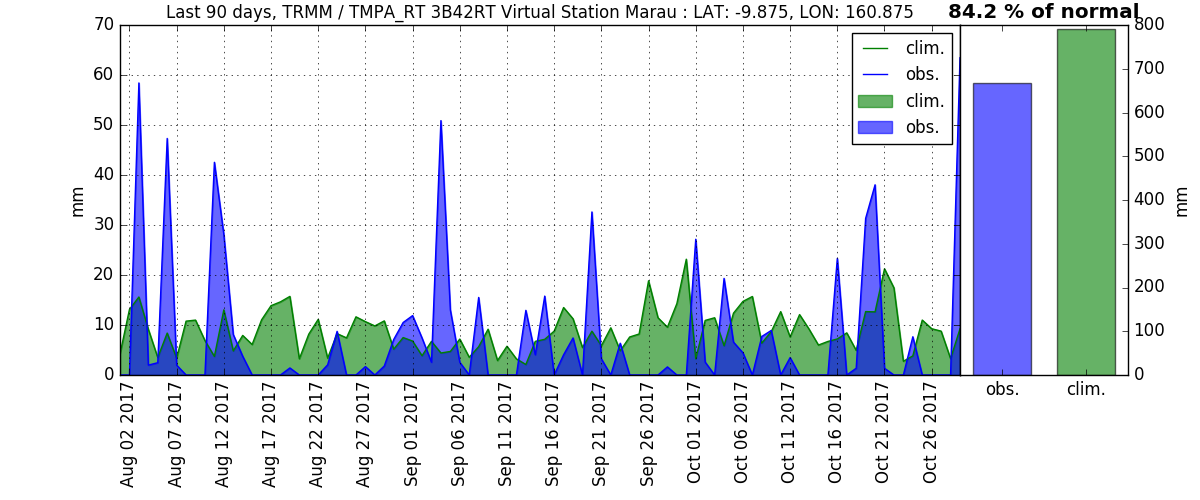 Last 90 days, TRMM / TMPA_RT 3B42RT Virtual Station Marau : LAT: -9.875, LON: 160.875
84.2 % of normal
70
60
50
40
30
20
10
0
mm
clim.
obs.
clim.
obs.
800
700
600
500
400
300
200
100
0
mm
obs.
clim.
Aug 02 2017
Aug 07 2017
Aug 12 2017
Aug 17 2017
Aug 22 2017
Aug 27 2017
Sep 01 2017
Sep 06 2017
Sep 11 2017
Sep 16 2017
Sep 21 2017
Sep 26 2017
Oct 01 2017
Oct 06 2017
Oct 11 2017
Oct 16 2017
Oct 21 2017
Oct 26 2017